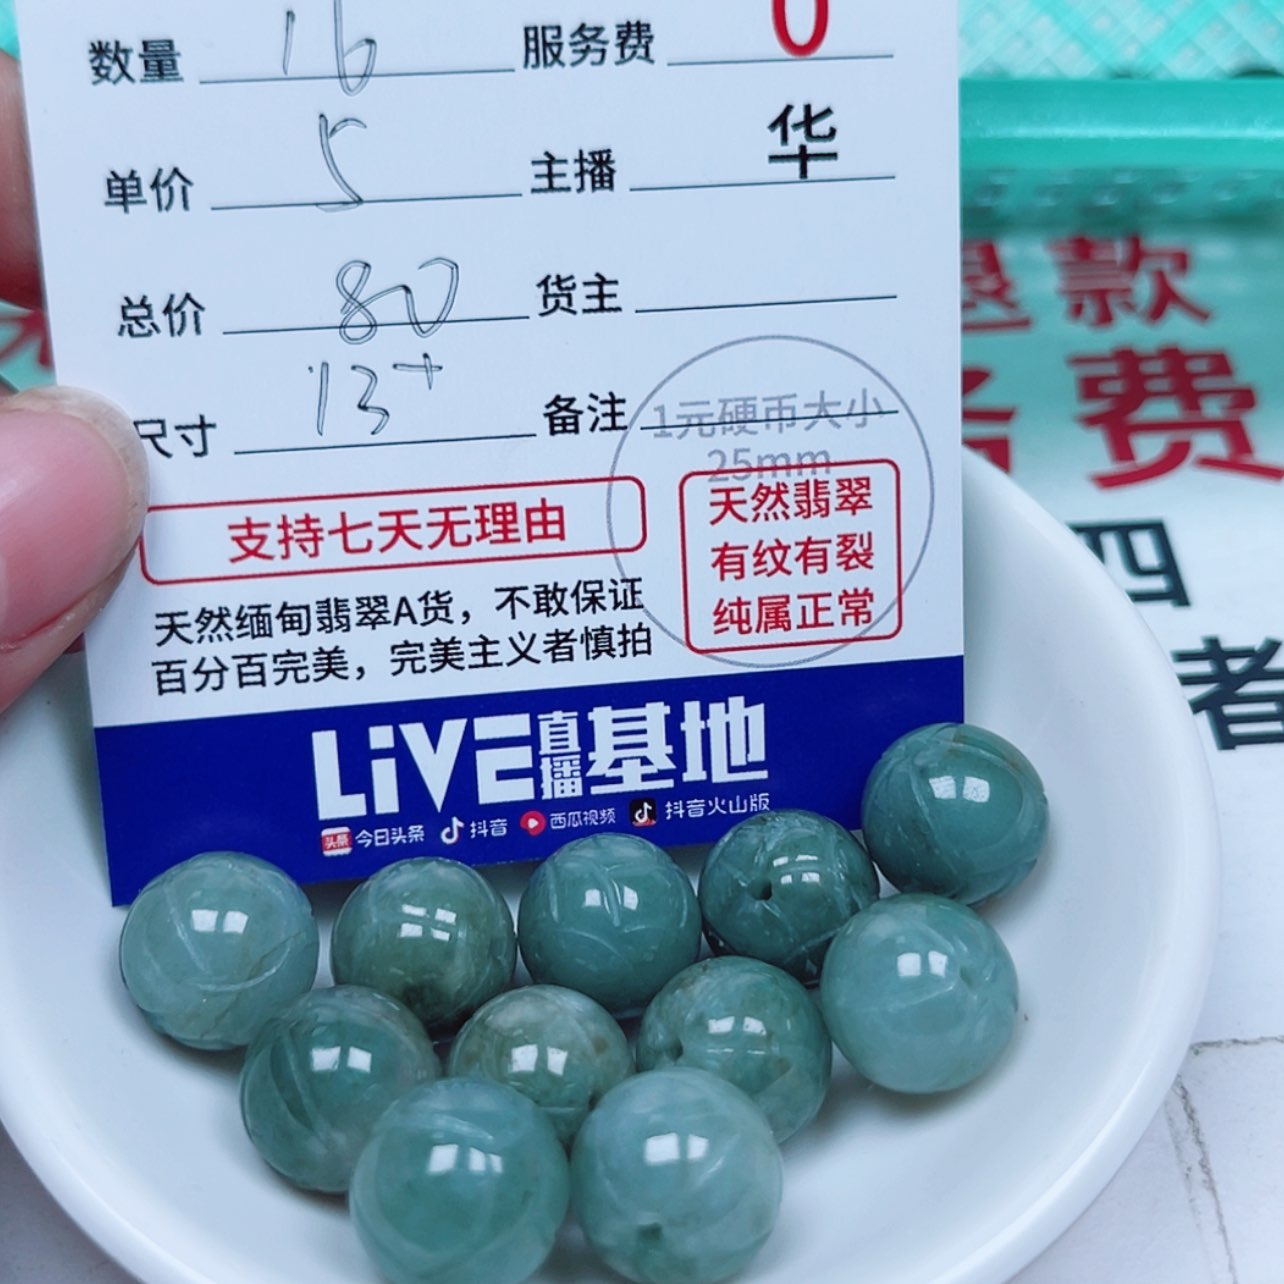 数量 16 服务费 0
单价 5 主播 华
总价 80 货主
尺寸 13+ 备注
1元硬币大小
25mm
支持七天无理由
天然翡翠
有纹有裂
纯属正常
天然缅甸翡翠A货，不敢保证
百分百完美，完美主义者慎拍
LiVE直播基地
头条 今日头条 抖音 西瓜视频 抖音火山版
退款
费
四
者